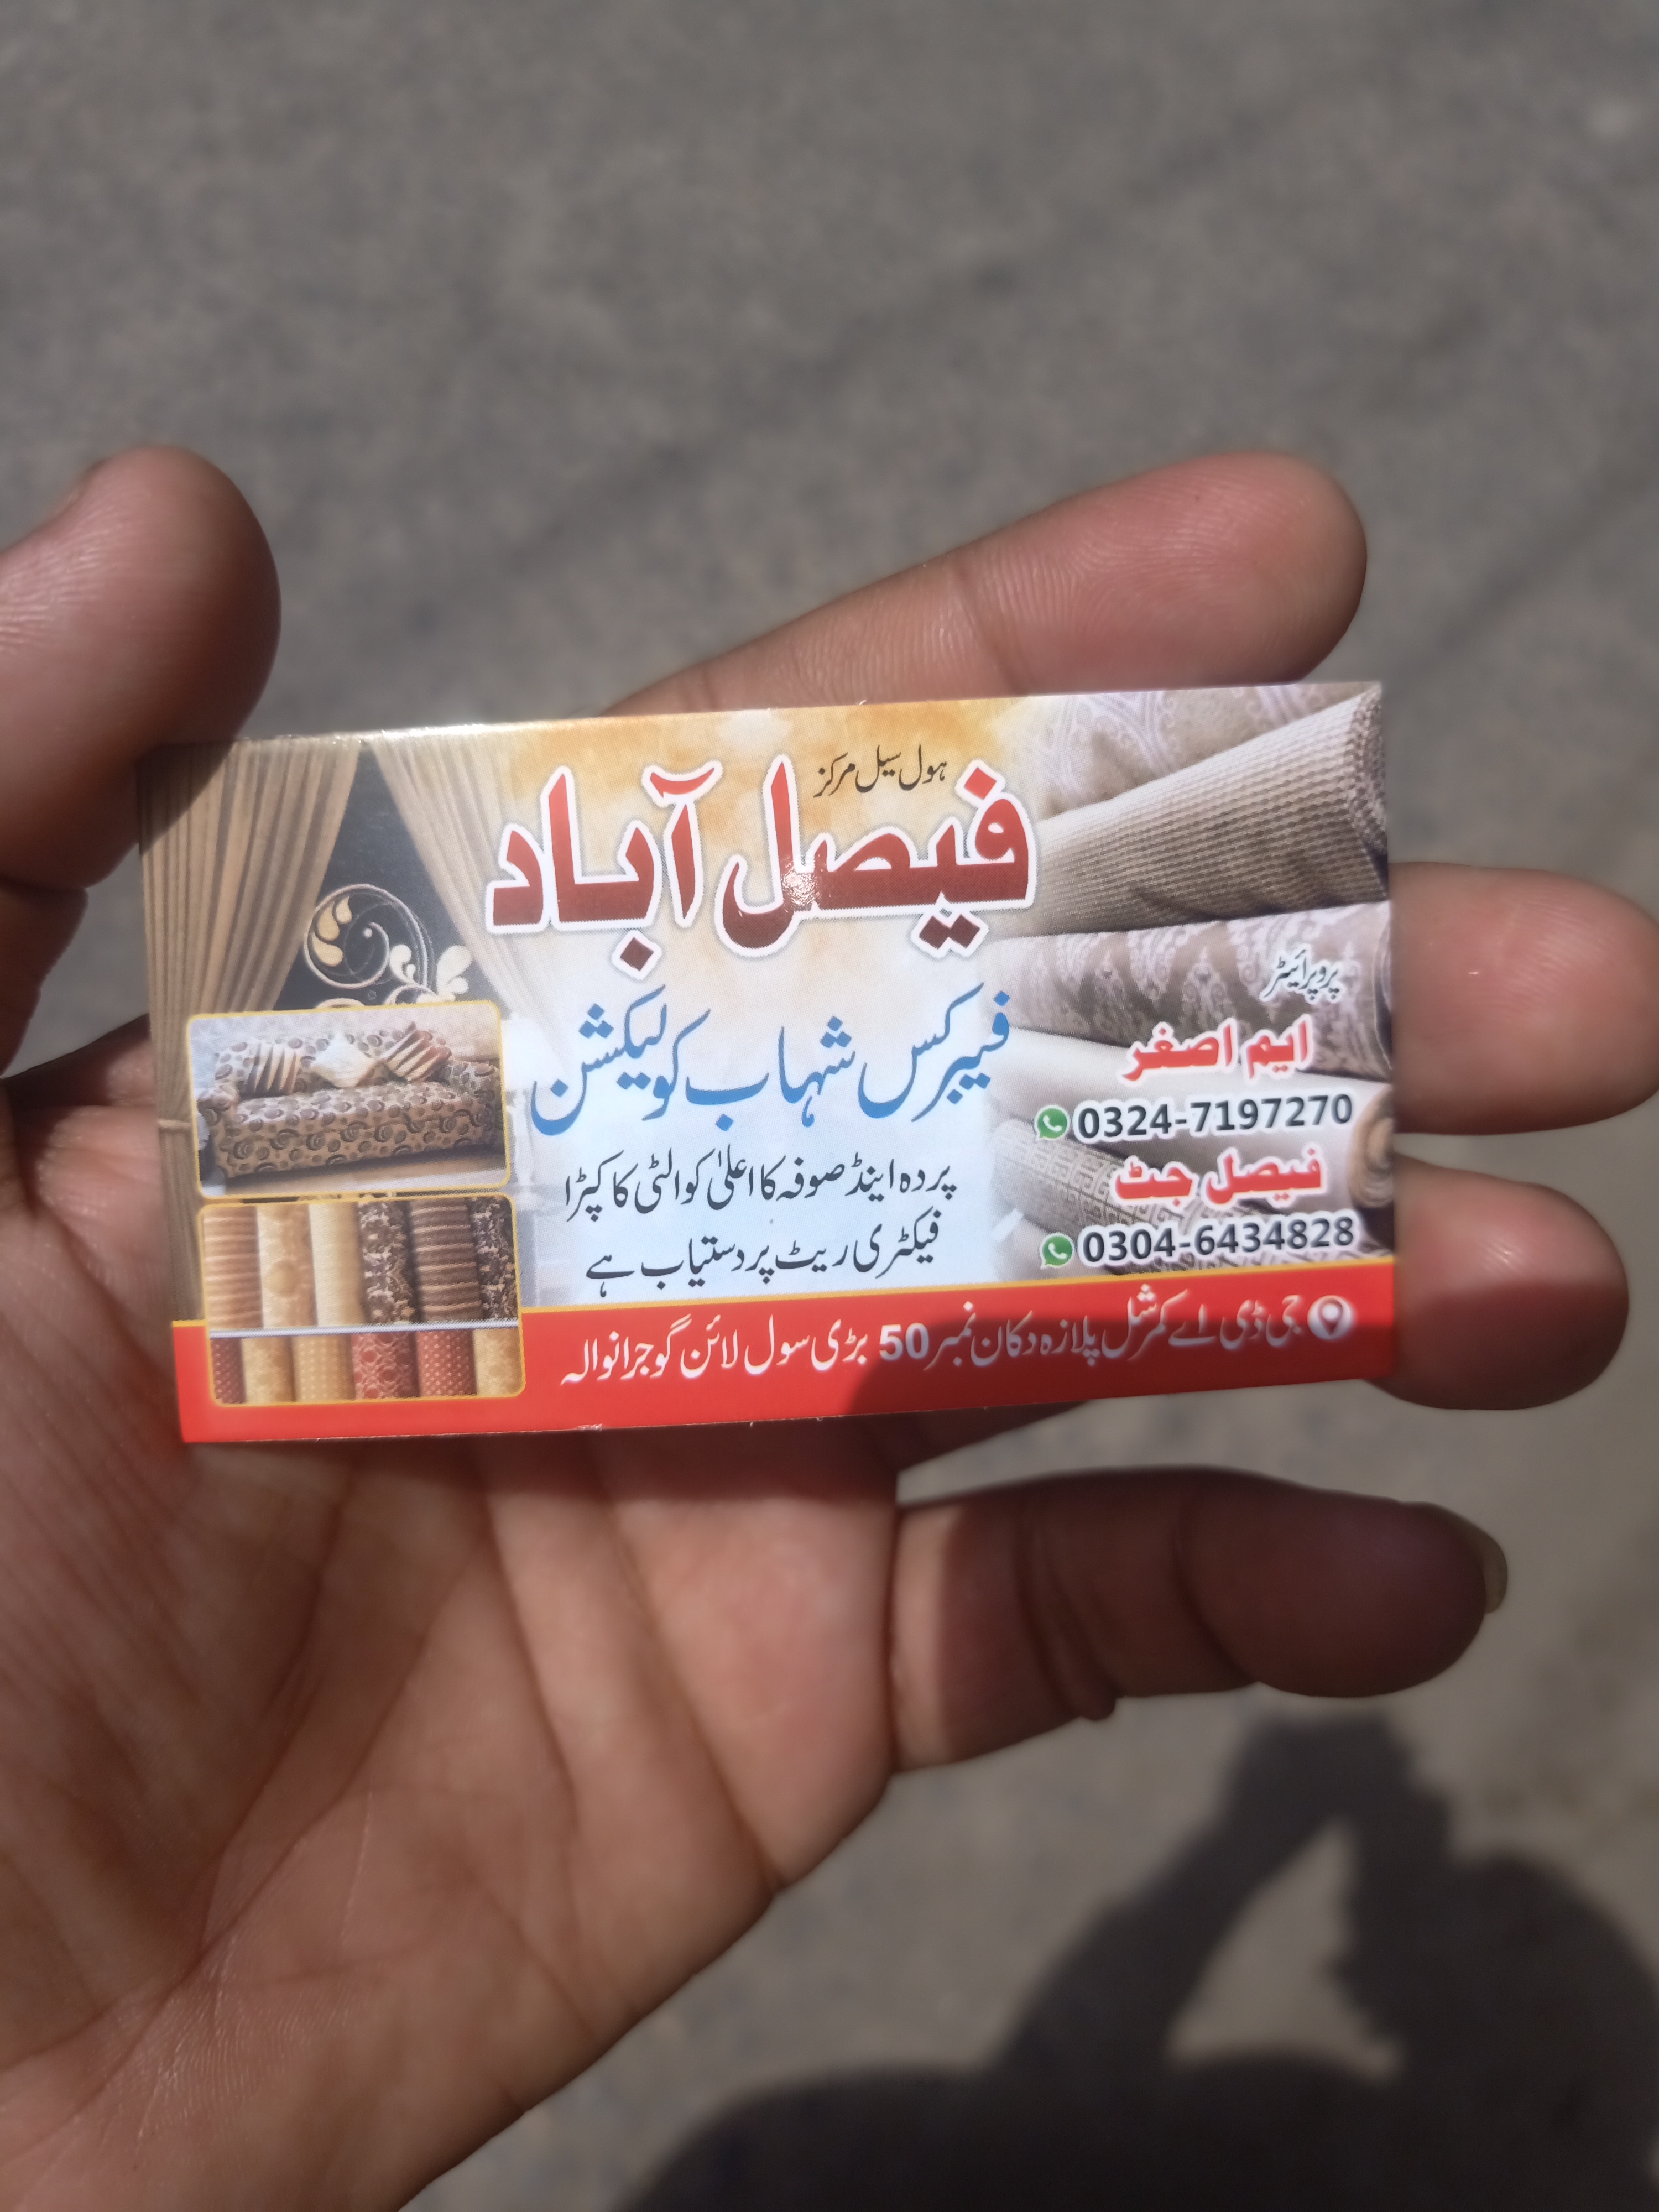 ہول سیل مرکز
فیصل آباد
فیبرکس شہاب کولیکشن
پردہ اینڈ صوفہ کا اعلیٰ کوالٹی کا کپڑا
فیکٹری ریٹ پر دستیاب ہے
پروپرائیٹر
ایم اصغر
0324-7197270
فیصل جٹ
0304-6434828
جی ڈی اے کمرشل پلازہ دکان نمبر 50 بڑی سول لائن گوجرانوالہ